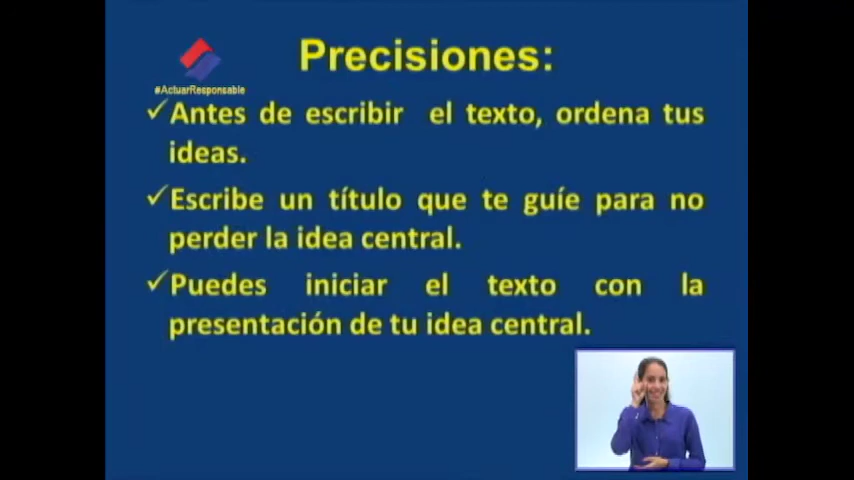 Precisiones:
#ActuarResponsable
✓Antes de escribir el texto, ordena tus
ideas.
✓Escribe un título que te guíe para no
perder la idea central.
✓Puedes iniciar el texto con la
presentación de tu idea central.